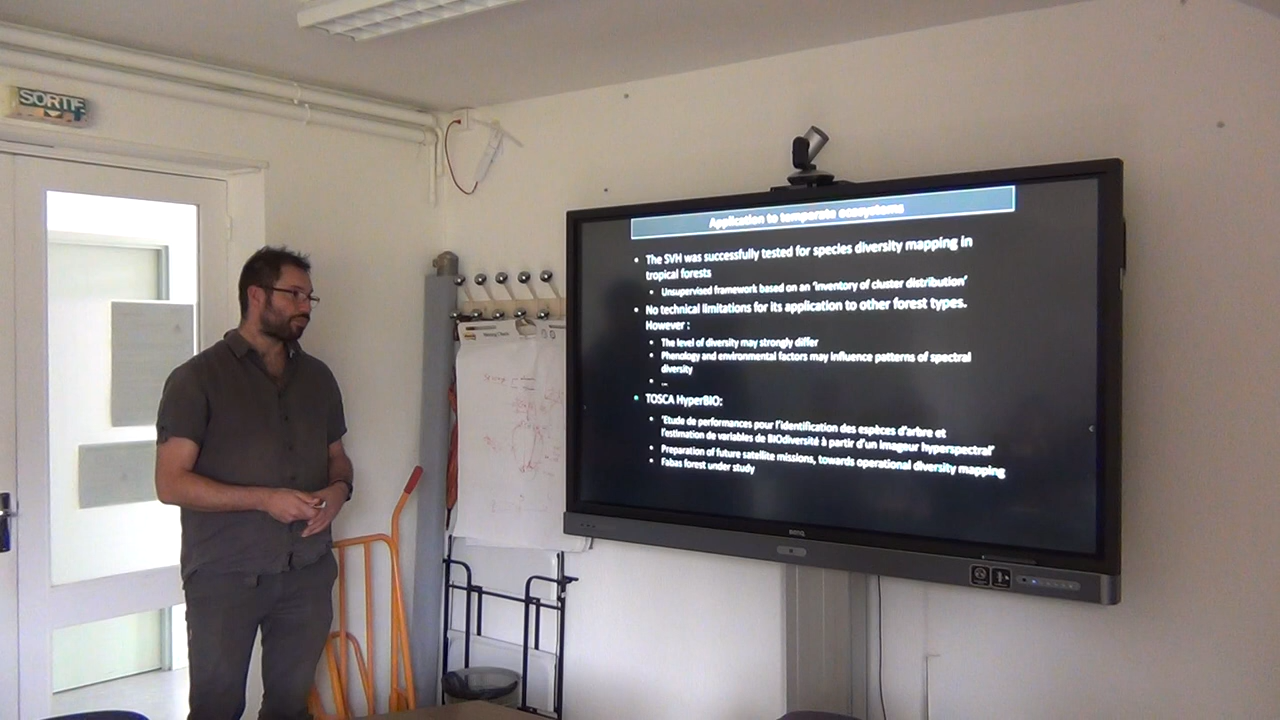 SORTIE
Application to temperate ecosystems
• The SVH was successfully tested for species diversity mapping in
tropical forests
• Unsupervised framework based on an ‘inventory of cluster distribution’
• No technical limitations for its application to other forest types.
However :
• The level of diversity may strongly differ
• Phenology and environmental factors may influence patterns of spectral
diversity
• ...
• TOSCA HyperBIO:
• ‘Etude de performances pour l’identification des espèces d’arbre et
l’estimation de variables de BIOdiversité à partir d’un imageur hyperspectral’
• Preparation of future satellite missions, towards operational diversity mapping
• Fabas forest under study
BENQ